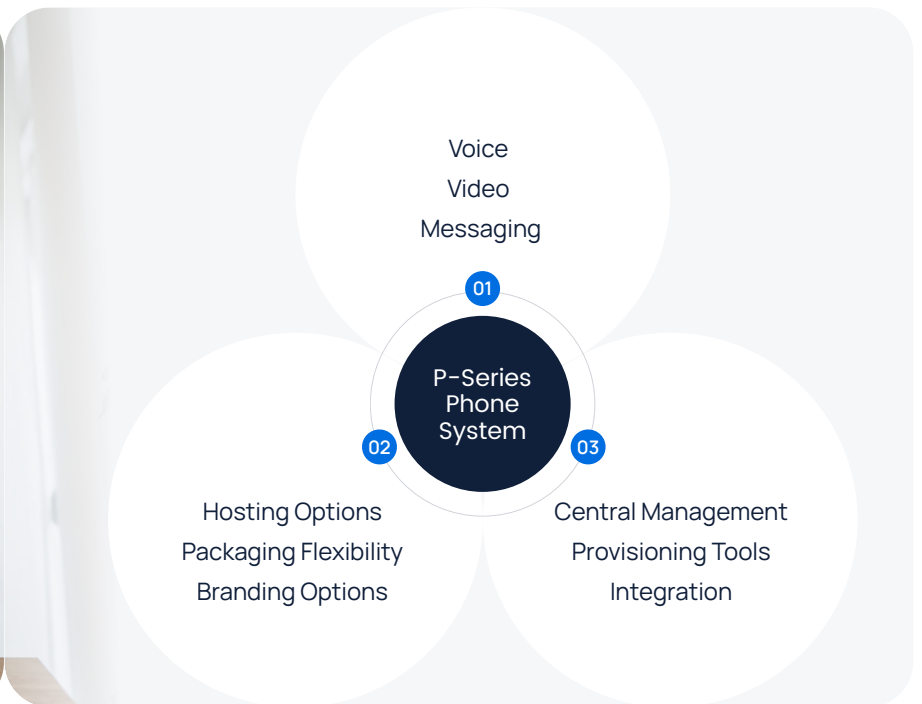 Voice
Video
Messaging
01
P-Series
Phone
System
02
03
Hosting Options
Packaging Flexibility
Branding Options
Central Management
Provisioning Tools
Integration